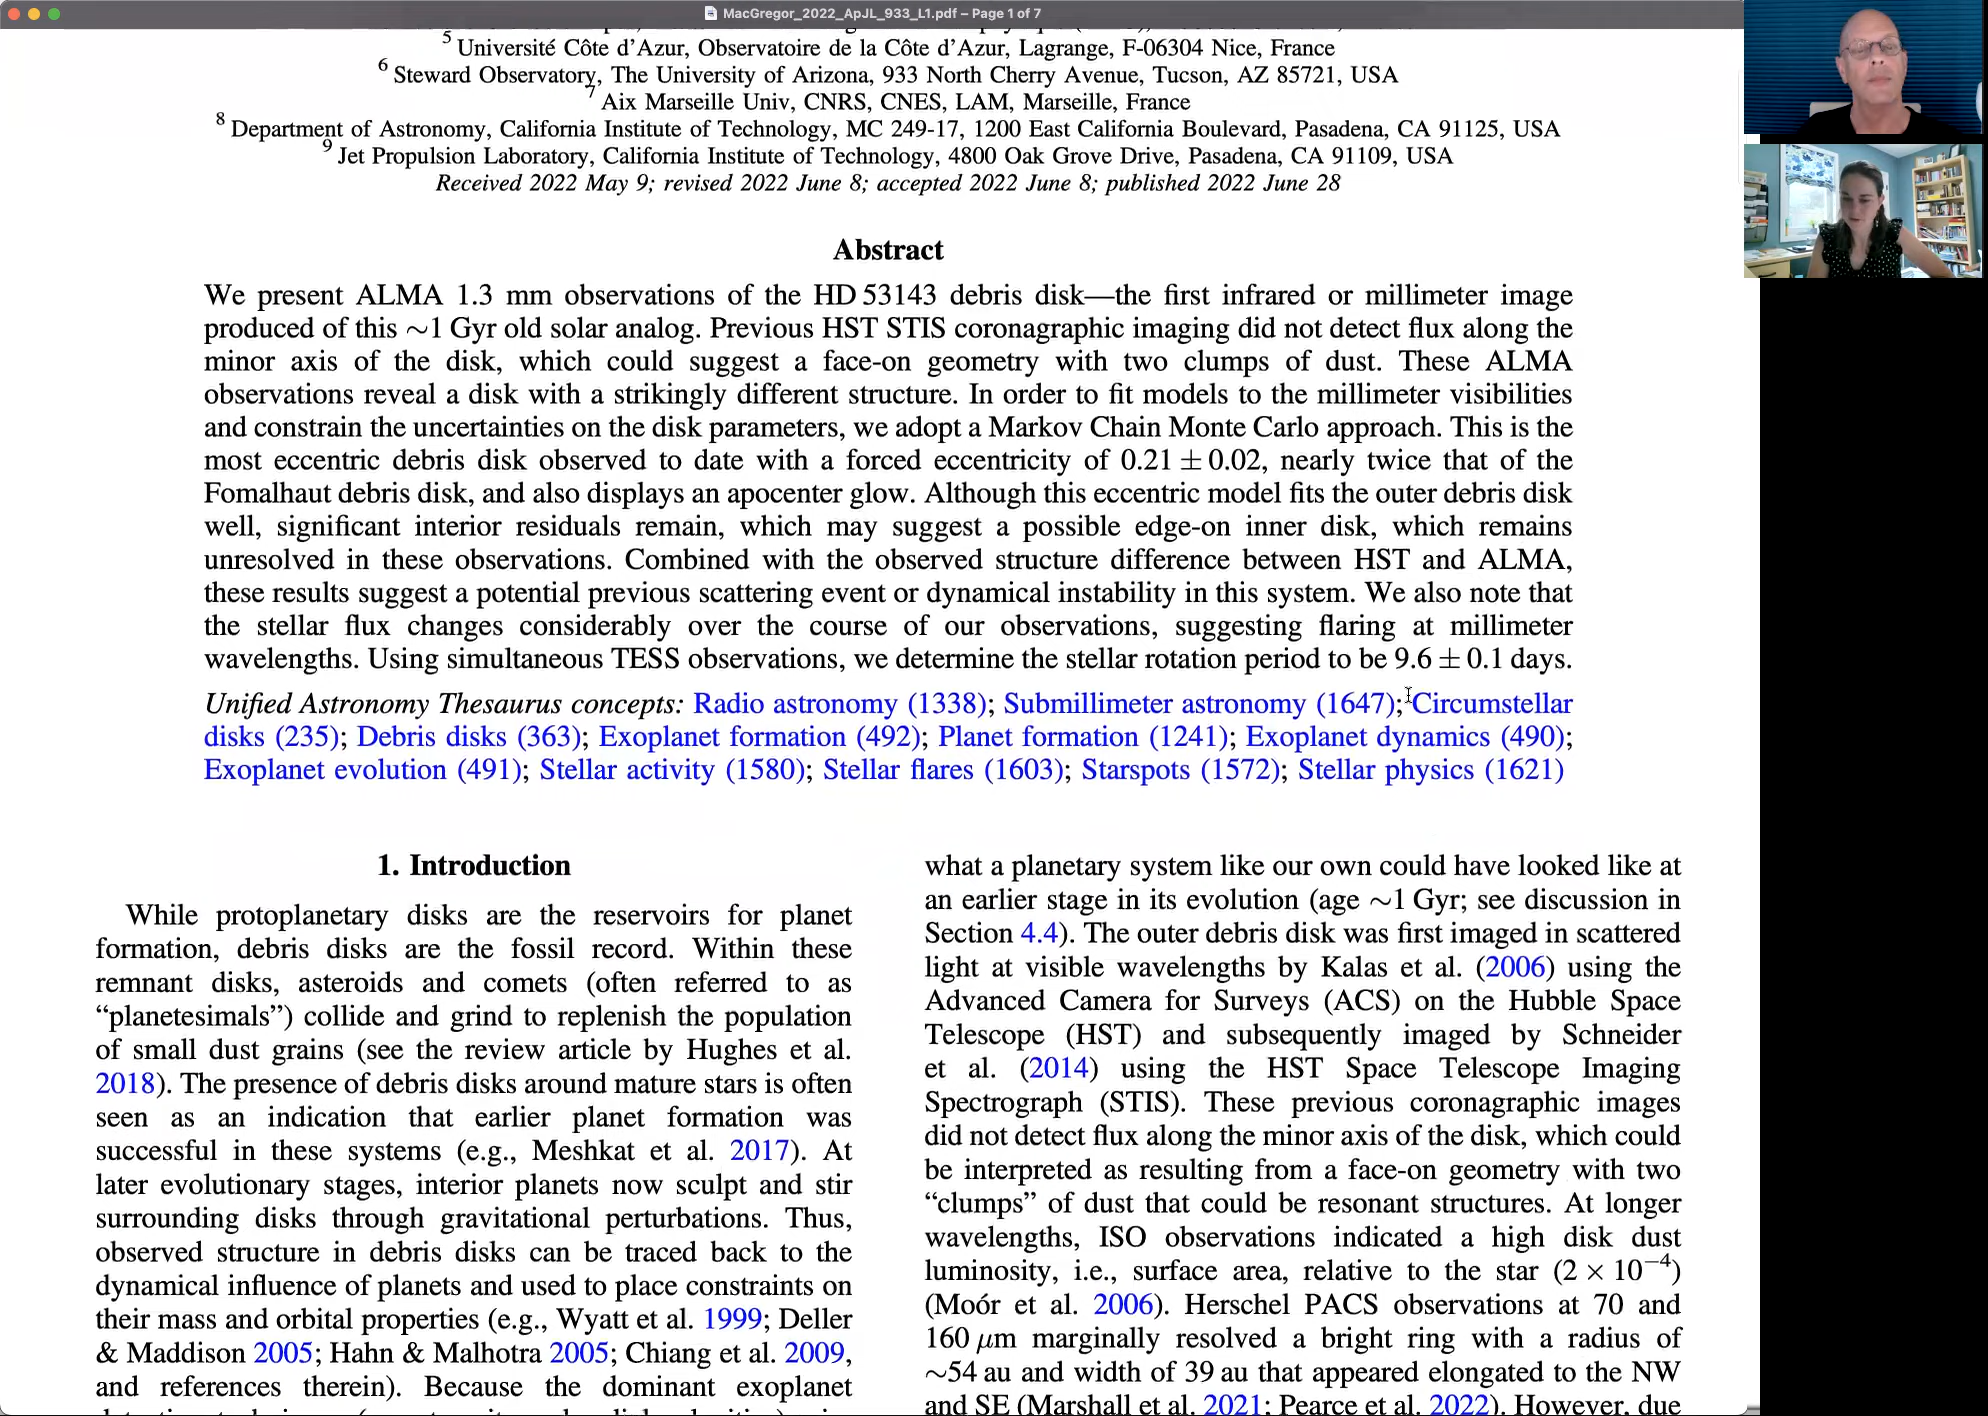 MacGregor_2022_ApJL_933_L1.pdf – Page 1 of 7
5 Université Côte d'Azur, Observatoire de la Côte d'Azur, Lagrange, F-06304 Nice, France
6 Steward Observatory, The University of Arizona, 933 North Cherry Avenue, Tucson, AZ 85721, USA
7 Aix Marseille Univ, CNRS, CNES, LAM, Marseille, France
8 Department of Astronomy, California Institute of Technology, MC 249-17, 1200 East California Boulevard, Pasadena, CA 91125, USA
9 Jet Propulsion Laboratory, California Institute of Technology, 4800 Oak Grove Drive, Pasadena, CA 91109, USA
Received 2022 May 9; revised 2022 June 8; accepted 2022 June 8; published 2022 June 28
Abstract
We present ALMA 1.3 mm observations of the HD 53143 debris disk—the first infrared or millimeter image
produced of this ∼1 Gyr old solar analog. Previous HST STIS coronagraphic imaging did not detect flux along the
minor axis of the disk, which could suggest a face-on geometry with two clumps of dust. These ALMA
observations reveal a disk with a strikingly different structure. In order to fit models to the millimeter visibilities
and constrain the uncertainties on the disk parameters, we adopt a Markov Chain Monte Carlo approach. This is the
most eccentric debris disk observed to date with a forced eccentricity of 0.21 ± 0.02, nearly twice that of the
Fomalhaut debris disk, and also displays an apocenter glow. Although this eccentric model fits the outer debris disk
well, significant interior residuals remain, which may suggest a possible edge-on inner disk, which remains
unresolved in these observations. Combined with the observed structure difference between HST and ALMA,
these results suggest a potential previous scattering event or dynamical instability in this system. We also note that
the stellar flux changes considerably over the course of our observations, suggesting flaring at millimeter
wavelengths. Using simultaneous TESS observations, we determine the stellar rotation period to be 9.6 ± 0.1 days.
Unified Astronomy Thesaurus concepts: Radio astronomy (1338); Submillimeter astronomy (1647); Circumstellar
disks (235); Debris disks (363); Exoplanet formation (492); Planet formation (1241); Exoplanet dynamics (490);
Exoplanet evolution (491); Stellar activity (1580); Stellar flares (1603); Starspots (1572); Stellar physics (1621)
1. Introduction
While protoplanetary disks are the reservoirs for planet
formation, debris disks are the fossil record. Within these
remnant disks, asteroids and comets (often referred to as
“planetesimals”) collide and grind to replenish the population
of small dust grains (see the review article by Hughes et al.
2018). The presence of debris disks around mature stars is often
seen as an indication that earlier planet formation was
successful in these systems (e.g., Meshkat et al. 2017). At
later evolutionary stages, interior planets now sculpt and stir
surrounding disks through gravitational perturbations. Thus,
observed structure in debris disks can be traced back to the
dynamical influence of planets and used to place constraints on
their mass and orbital properties (e.g., Wyatt et al. 1999; Deller
& Maddison 2005; Hahn & Malhotra 2005; Chiang et al. 2009,
and references therein). Because the dominant exoplanet
what a planetary system like our own could have looked like at
an earlier stage in its evolution (age ∼1 Gyr; see discussion in
Section 4.4). The outer debris disk was first imaged in scattered
light at visible wavelengths by Kalas et al. (2006) using the
Advanced Camera for Surveys (ACS) on the Hubble Space
Telescope (HST) and subsequently imaged by Schneider
et al. (2014) using the HST Space Telescope Imaging
Spectrograph (STIS). These previous coronagraphic images
did not detect flux along the minor axis of the disk, which could
be interpreted as resulting from a face-on geometry with two
“clumps” of dust that could be resonant structures. At longer
wavelengths, ISO observations indicated a high disk dust
luminosity, i.e., surface area, relative to the star (2 × 10−4)
(Moór et al. 2006). Herschel PACS observations at 70 and
160 μm marginally resolved a bright ring with a radius of
∼54 au and width of 39 au that appeared elongated to the NW
and SE (Marshall et al. 2021; Pearce et al. 2022). However, due